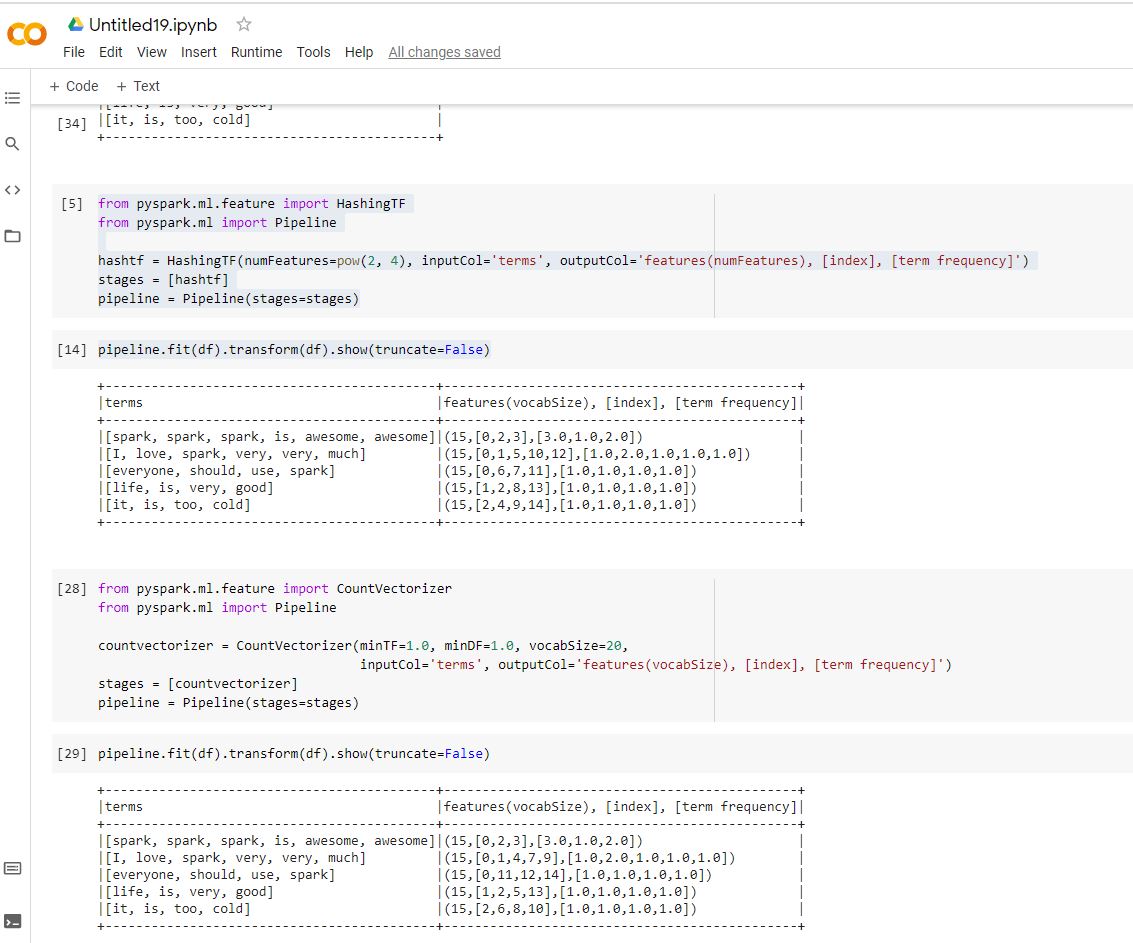 Untitled19.ipynb
File Edit View Insert Runtime Tools Help All changes saved
+ Code + Text
|[life, is, very, good] |
[34] |[it, is, too, cold] |
+-------------------------------------------+
[5] from pyspark.ml.feature import HashingTF
from pyspark.ml import Pipeline
hashtf = HashingTF(numFeatures=pow(2, 4), inputCol='terms', outputCol='features(numFeatures), [index], [term frequency]')
stages = [hashtf]
pipeline = Pipeline(stages=stages)
[14] pipeline.fit(df).transform(df).show(truncate=False)
+-------------------------------------------+----------------------------------------------+
|terms |features(vocabSize), [index], [term frequency]|
+-------------------------------------------+----------------------------------------------+
|[spark, spark, spark, is, awesome, awesome]|(15,[0,2,3],[3.0,1.0,2.0]) |
|[I, love, spark, very, very, much] |(15,[0,1,5,10,12],[1.0,2.0,1.0,1.0,1.0]) |
|[everyone, should, use, spark] |(15,[0,6,7,11],[1.0,1.0,1.0,1.0]) |
|[life, is, very, good] |(15,[1,2,8,13],[1.0,1.0,1.0,1.0]) |
|[it, is, too, cold] |(15,[2,4,9,14],[1.0,1.0,1.0,1.0]) |
+-------------------------------------------+----------------------------------------------+
[28] from pyspark.ml.feature import CountVectorizer
from pyspark.ml import Pipeline
countvectorizer = CountVectorizer(minTF=1.0, minDF=1.0, vocabSize=20,
inputCol='terms', outputCol='features(vocabSize), [index], [term frequency]')
stages = [countvectorizer]
pipeline = Pipeline(stages=stages)
[29] pipeline.fit(df).transform(df).show(truncate=False)
+-------------------------------------------+----------------------------------------------+
|terms |features(vocabSize), [index], [term frequency]|
+-------------------------------------------+----------------------------------------------+
|[spark, spark, spark, is, awesome, awesome]|(15,[0,2,3],[3.0,1.0,2.0]) |
|[I, love, spark, very, very, much] |(15,[0,1,4,7,9],[1.0,2.0,1.0,1.0,1.0]) |
|[everyone, should, use, spark] |(15,[0,11,12,14],[1.0,1.0,1.0,1.0]) |
|[life, is, very, good] |(15,[1,2,5,13],[1.0,1.0,1.0,1.0]) |
|[it, is, too, cold] |(15,[2,6,8,10],[1.0,1.0,1.0,1.0]) |
+-------------------------------------------+----------------------------------------------+